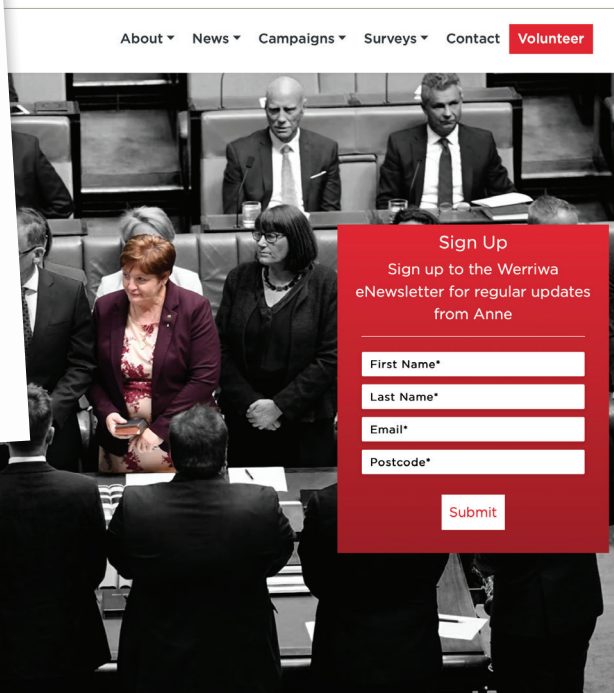 About News Campaigns Surveys Contact Volunteer
Sign Up
Sign up to the Werriwa
eNewsletter for regular updates
from Anne
First Name*
Last Name*
Email*
Postcode*
Submit